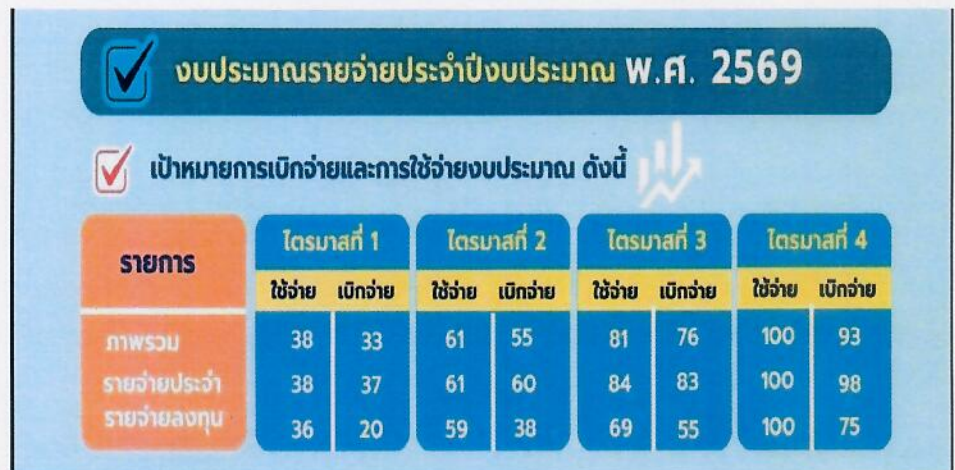 งบประมาณรายจ่ายประจำปีงบประมาณ พ.ศ. 2569
เป้าหมายการเบิกจ่ายและการใช้จ่ายงบประมาณ ดังนี้
รายการ ไตรมาสที่ 1 ไตรมาสที่ 2 ไตรมาสที่ 3 ไตรมาสที่ 4
ใช้จ่าย เบิกจ่าย ใช้จ่าย เบิกจ่าย ใช้จ่าย เบิกจ่าย ใช้จ่าย เบิกจ่าย
ภาพรวม 38 33 61 55 81 76 100 93
รายจ่ายประจำ 38 37 61 60 84 83 100 98
รายจ่ายลงทุน 36 20 59 38 69 55 100 75